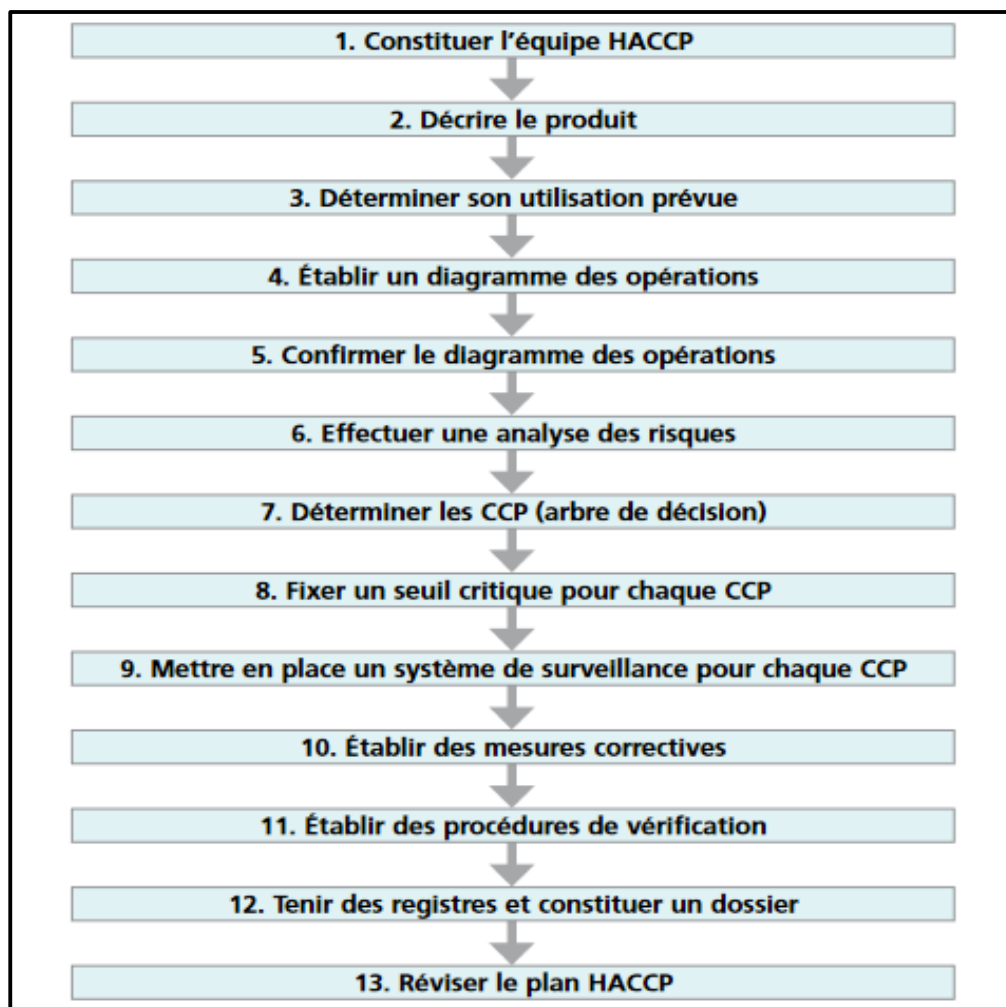 1. Constituer l’équipe HACCP
2. Décrire le produit
3. Déterminer son utilisation prévue
4. Établir un diagramme des opérations
5. Confirmer le diagramme des opérations
6. Effectuer une analyse des risques
7. Déterminer les CCP (arbre de décision)
8. Fixer un seuil critique pour chaque CCP
9. Mettre en place un système de surveillance pour chaque CCP
10. Établir des mesures correctives
11. Établir des procédures de vérification
12. Tenir des registres et constituer un dossier
13. Réviser le plan HACCP